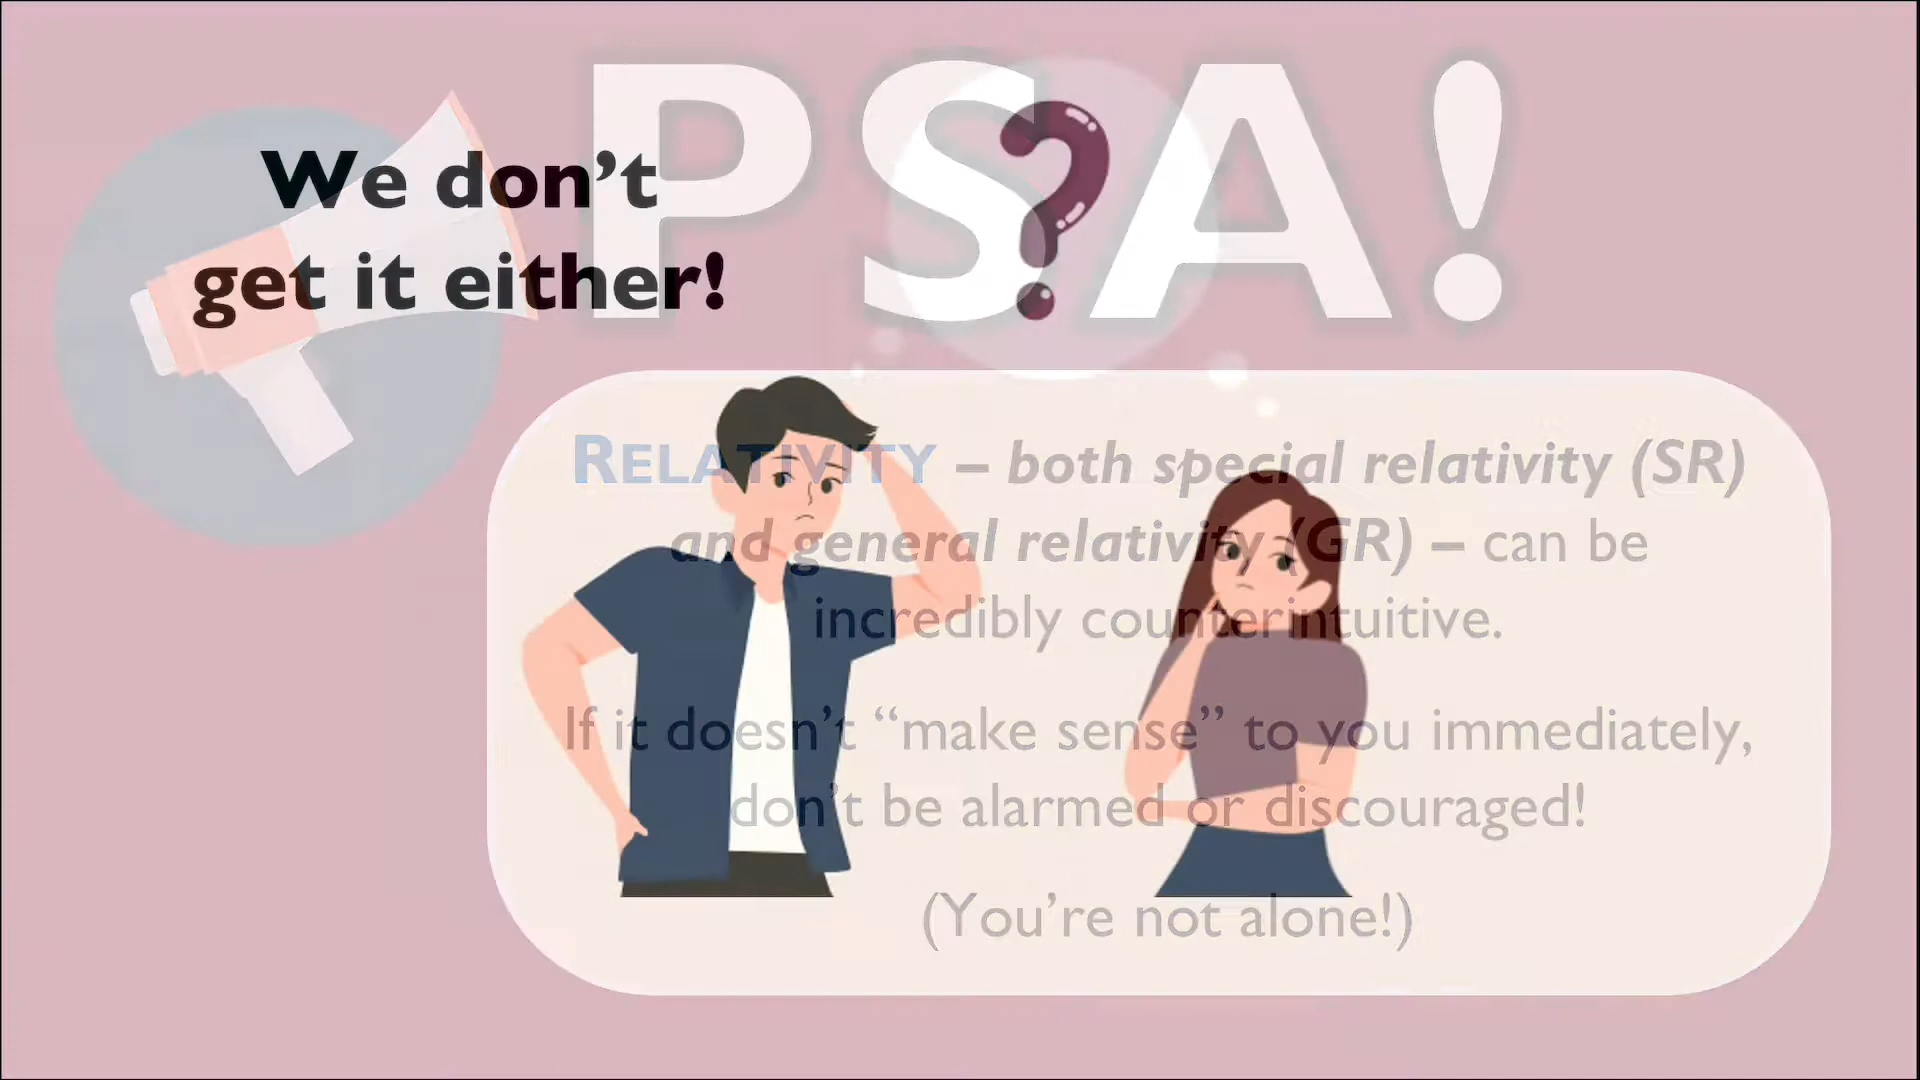 PSA!
We don’t
get it either!
RELATIVITY – both special relativity (SR)
and general relativity (GR) – can be
incredibly counterintuitive.
If it doesn’t “make sense” to you immediately,
don’t be alarmed or discouraged!
(You’re not alone!)